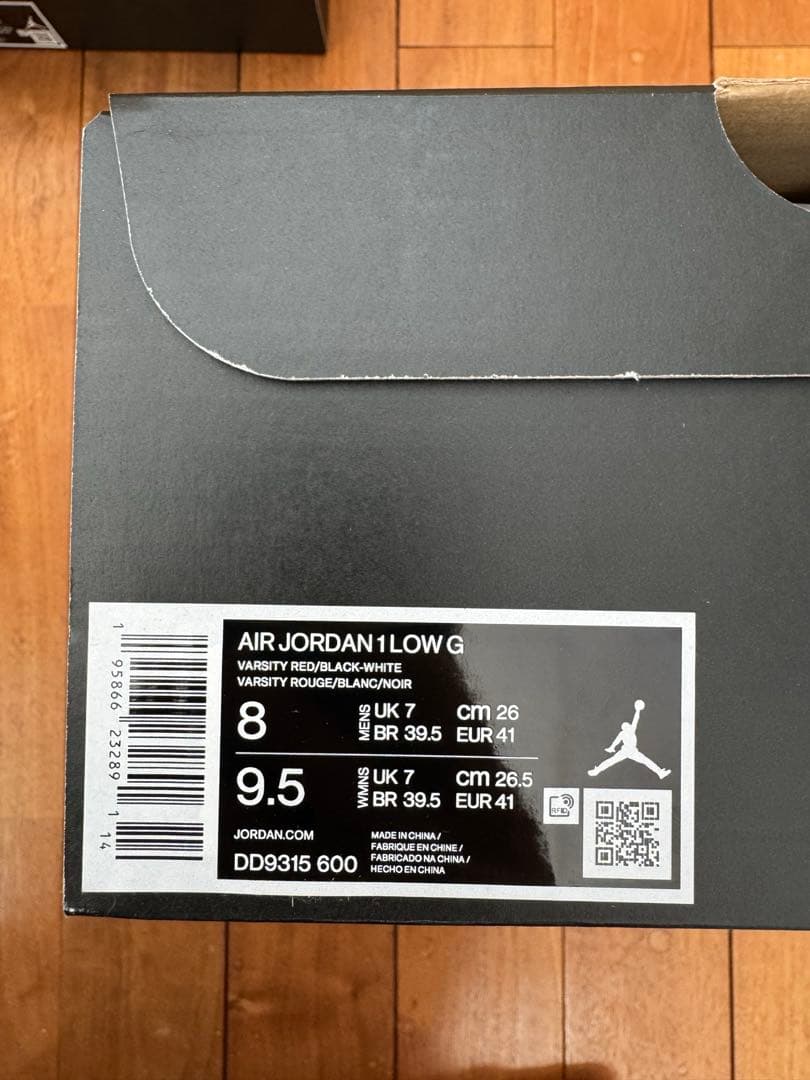 AIR JORDAN 1 LOW G
VARSITY RED/BLACK-WHITE
VARSITY ROUGE/BLANC/NOIR
8
MENS
UK 7
cm 26
BR 39.5
EUR 41
9.5
WMNS
UK 7
cm 26.5
BR 39.5
EUR 41
RFID
JORDAN.COM
DD9315 600
MADE IN CHINA /
FABRIQUE EN CHINE /
FABRICADO NA CHINA /
HECHO EN CHINA
1 95866 23289 1 14